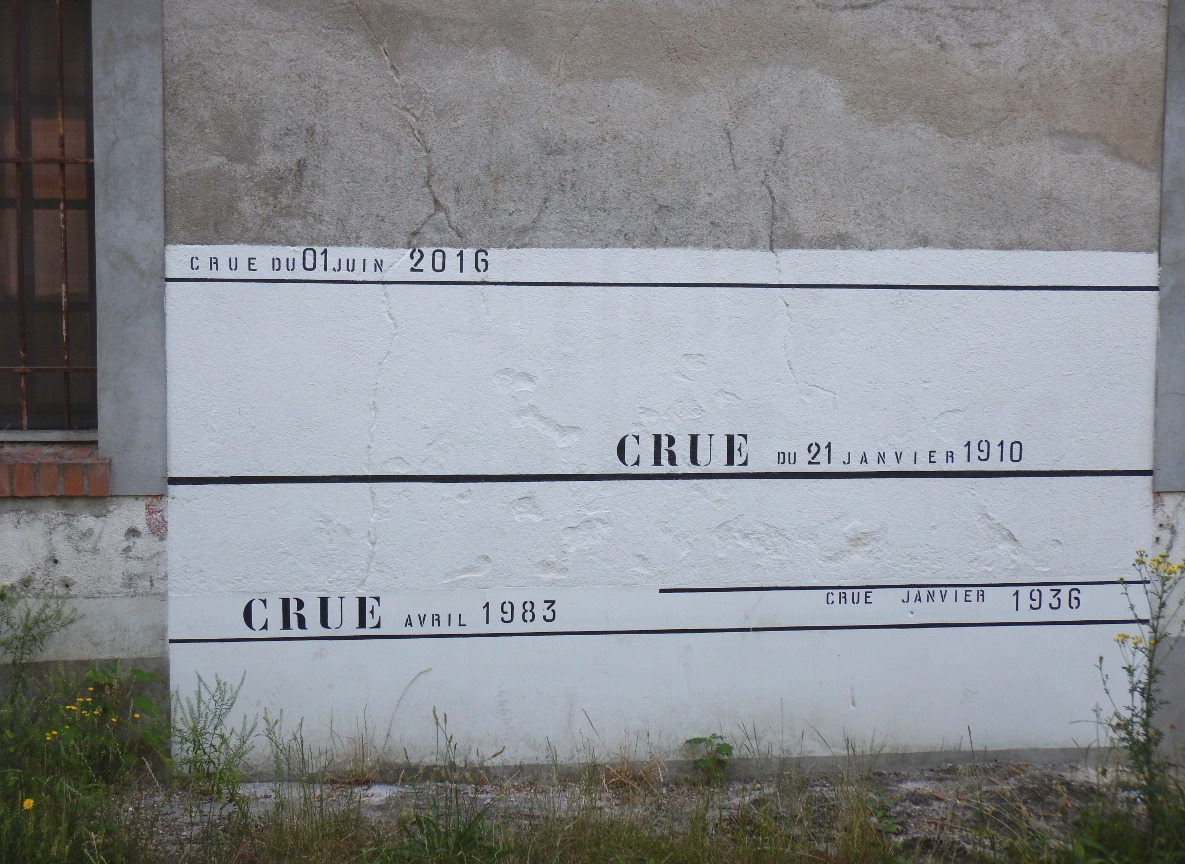 CRUE DU 01 JUIN 2016
CRUE DU 21 JANVIER 1910
CRUE JANVIER 1936
CRUE AVRIL 1983